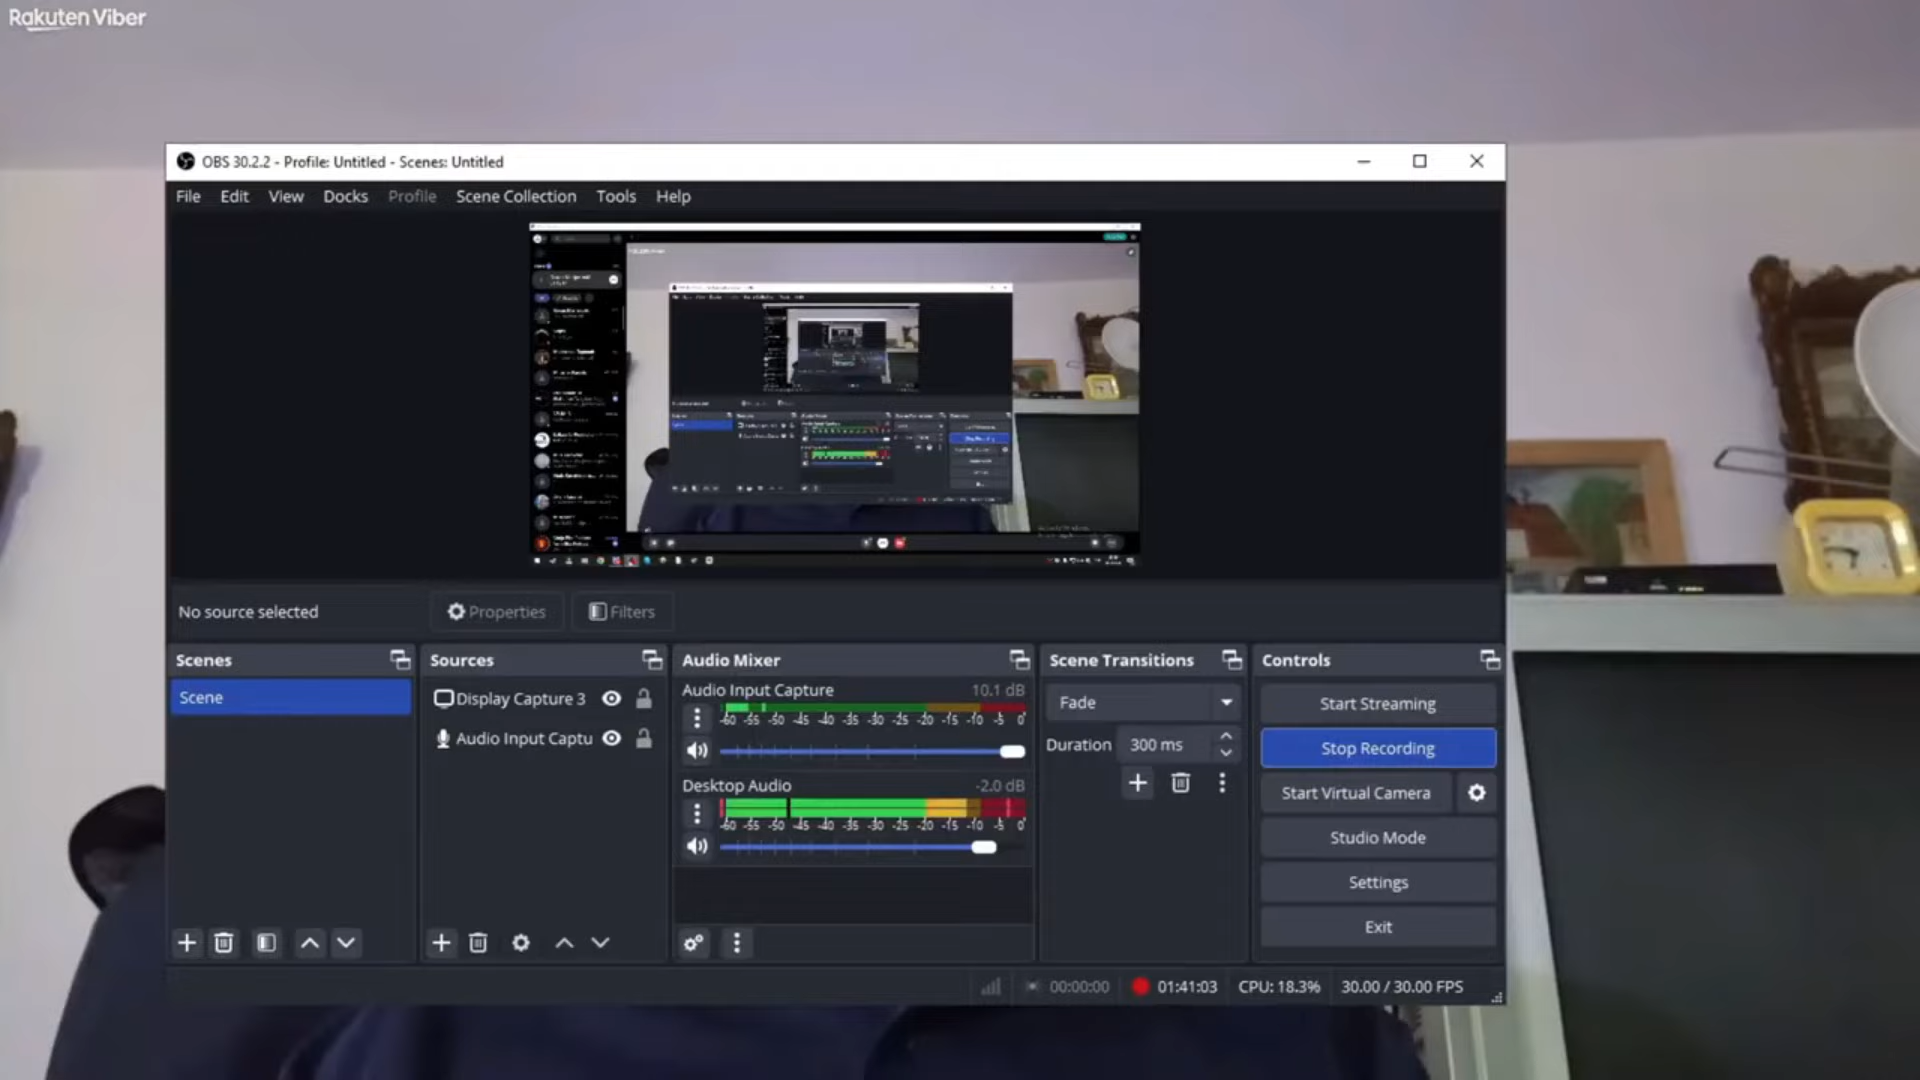 Rakuten Viber
OBS 30.2.2 - Profile: Untitled - Scenes: Untitled
File Edit View Docks Profile Scene Collection Tools Help
No source selected
Properties
Filters
Scenes
Scene
Sources
Display Capture 3
Audio Input Captu
Audio Mixer
Audio Input Capture 10.1 dB
-60 -55 -50 -45 -40 -35 -30 -25 -20 -15 -10 -5 0
Desktop Audio -2.0 dB
-60 -55 -50 -45 -40 -35 -30 -25 -20 -15 -10 -5 0
Scene Transitions
Fade
Duration 300 ms
Controls
Start Streaming
Stop Recording
Start Virtual Camera
Studio Mode
Settings
Exit
00:00:00 01:41:03 CPU: 18.3% 30.00 / 30.00 FPS